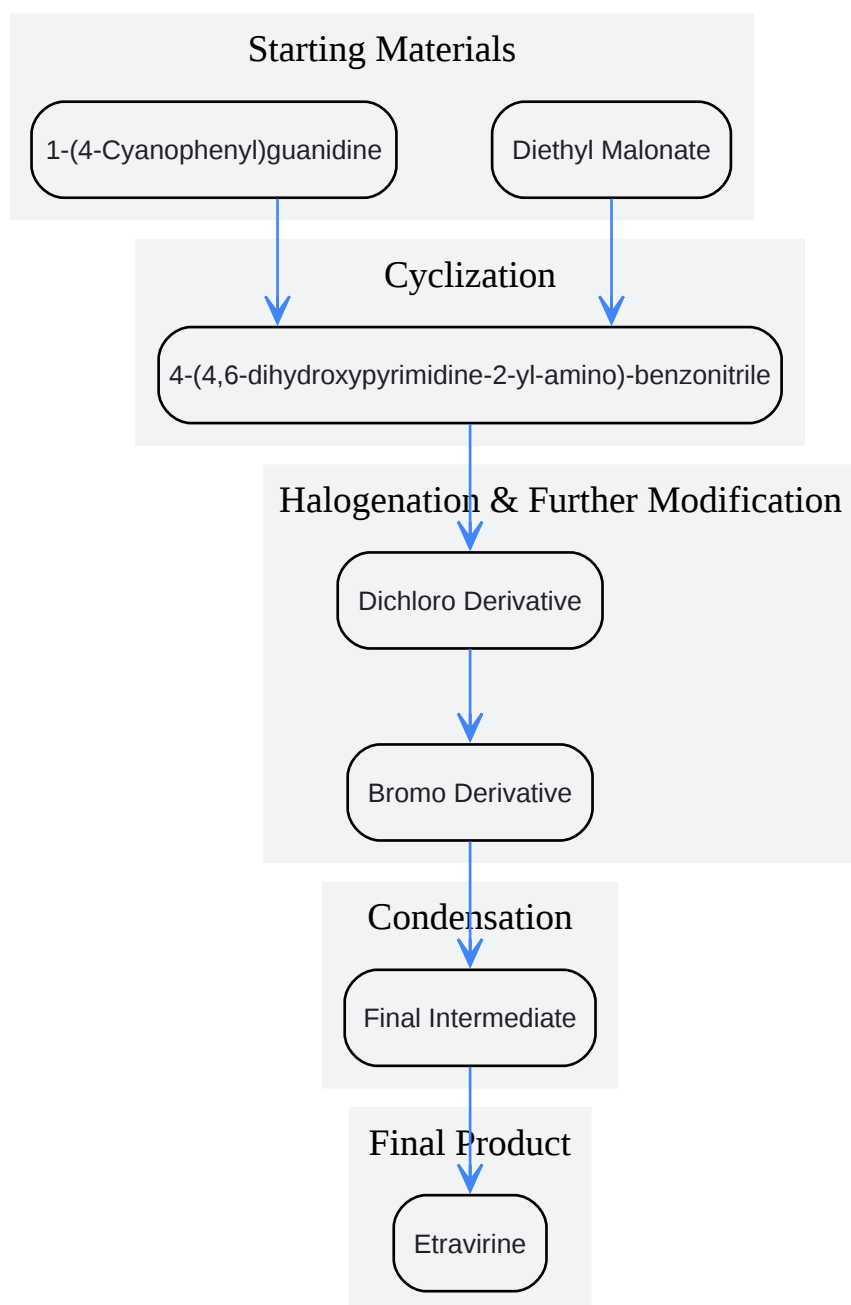 Starting Materials
1-(4-Cyanophenyl)guanidine
Diethyl Malonate
Cyclization
4-(4,6-dihydroxypyrimidine-2-yl-amino)-benzonitrile
Halogenation & Further Modification
Dichloro Derivative
Bromo Derivative
Condensation
Final Intermediate
Final Product
Etravirine